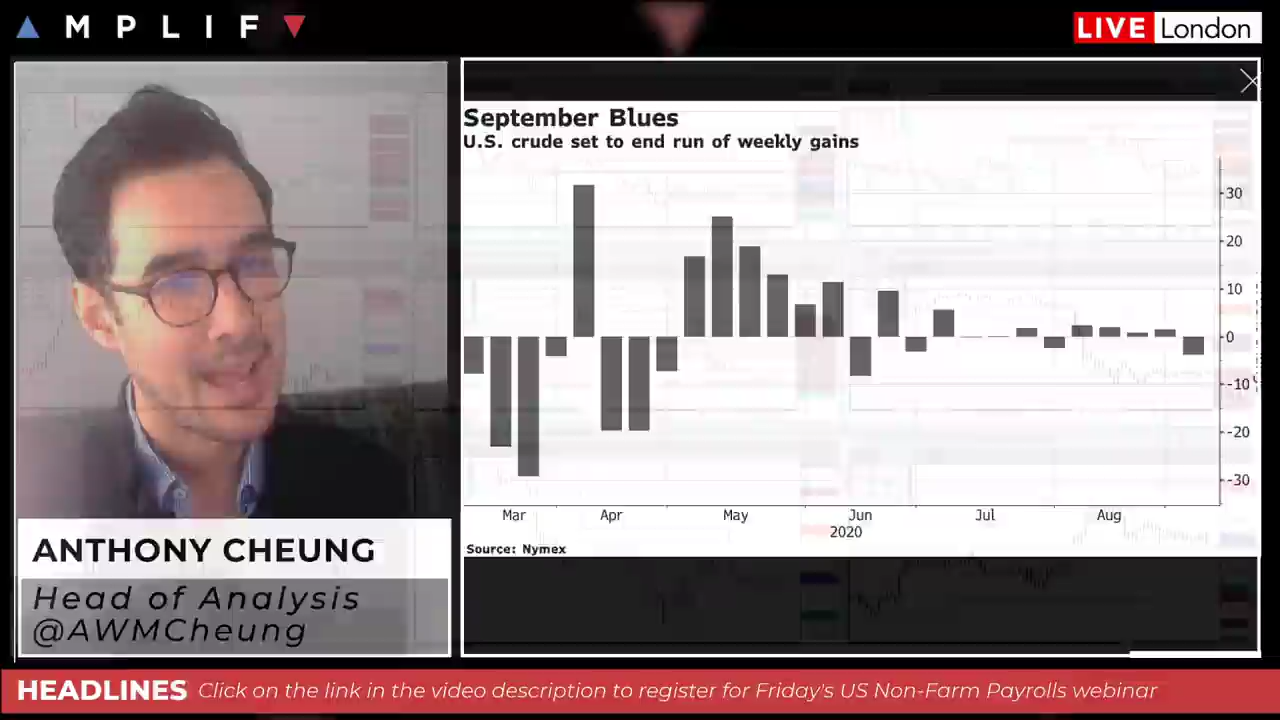 MPLIF
LIVE London
September Blues
U.S. crude set to end run of weekly gains
30
20
10
0
-10
-20
-30
Mar Apr May Jun Jul Aug
2020
Source: Nymex
ANTHONY CHEUNG
Head of Analysis
@AWMCheung
HEADLINES Click on the link in the video description to register for Friday's US Non-Farm Payrolls webinar